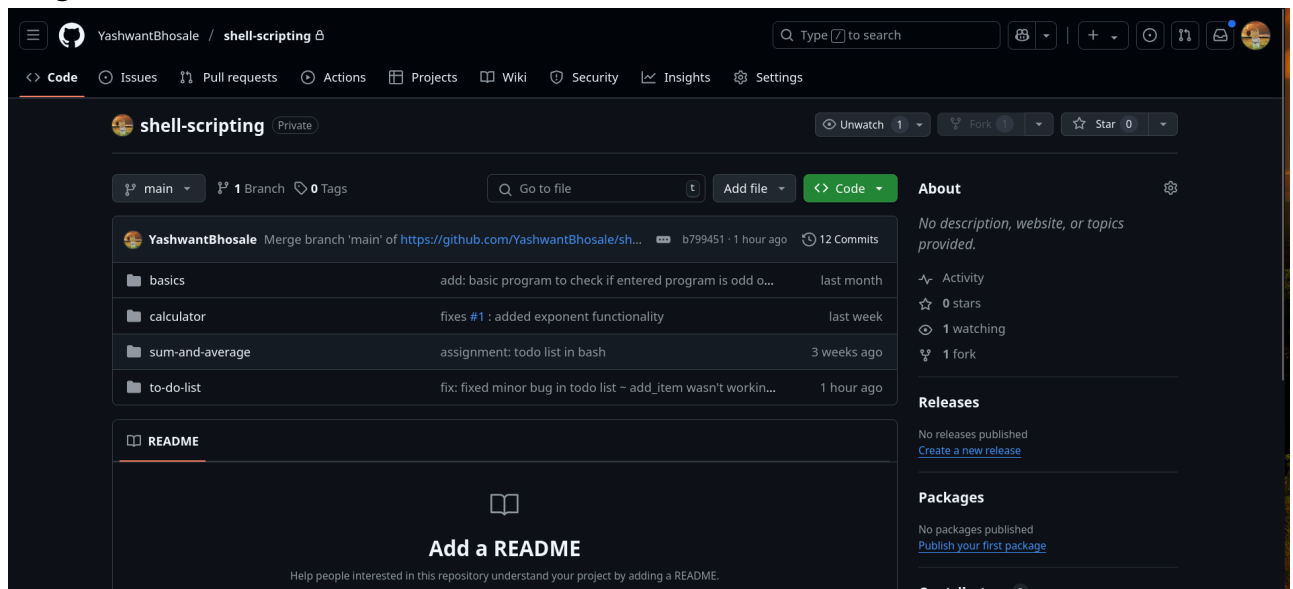 YashwantBhosale / shell-scripting
Type / to search
Code Issues Pull requests Actions Projects Wiki Security Insights Settings
shell-scripting Private
Unwatch 1 Fork 1 Star 0
main 1 Branch 0 Tags Go to file t Add file Code
YashwantBhosale Merge branch 'main' of https://github.com/YashwantBhosale/sh... b799451 · 1 hour ago 12 Commits
basics add: basic program to check if entered program is odd o... last month
calculator fixes #1 : added exponent functionality last week
sum-and-average assignment: todo list in bash 3 weeks ago
to-do-list fix: fixed minor bug in todo list ~ add_item wasn't workin... 1 hour ago
README
Add a README
Help people interested in this repository understand your project by adding a README.
About
No description, website, or topics
provided.
Activity
0 stars
1 watching
1 fork
Releases
No releases published
Create a new release
Packages
No packages published
Publish your first package